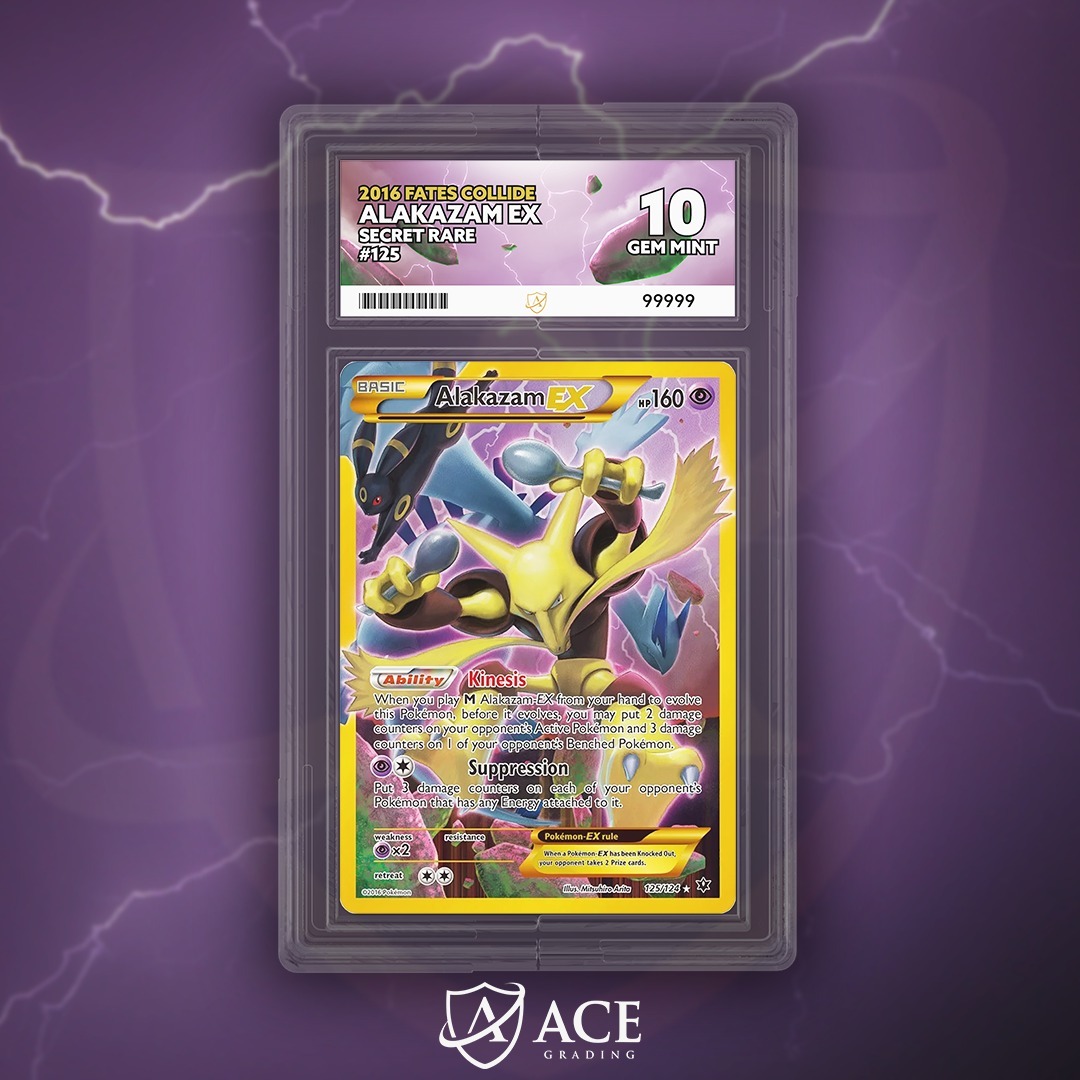 2016 FATES COLLIDE
ALAKAZAM EX
SECRET RARE
#125
10
GEM MINT
99999
BASIC
Alakazam EX
HP 160
Ability Kinesis
When you play M Alakazam-EX from your hand to evolve
this Pokémon, before it evolves, you may put 2 damage
counters on your opponent's Active Pokémon and 3 damage
counters on 1 of your opponent's Benched Pokémon.
Suppression
Put 3 damage counters on each of your opponent's
Pokémon that has any Energy attached to it.
weakness
resistance
x2
retreat
Pokémon-EX rule
When a Pokémon-EX has been Knocked Out,
your opponent takes 2 Prize cards.
©2016 Pokémon
Illus. Mitsuhiro Arita
125/124
A ACE
GRADING